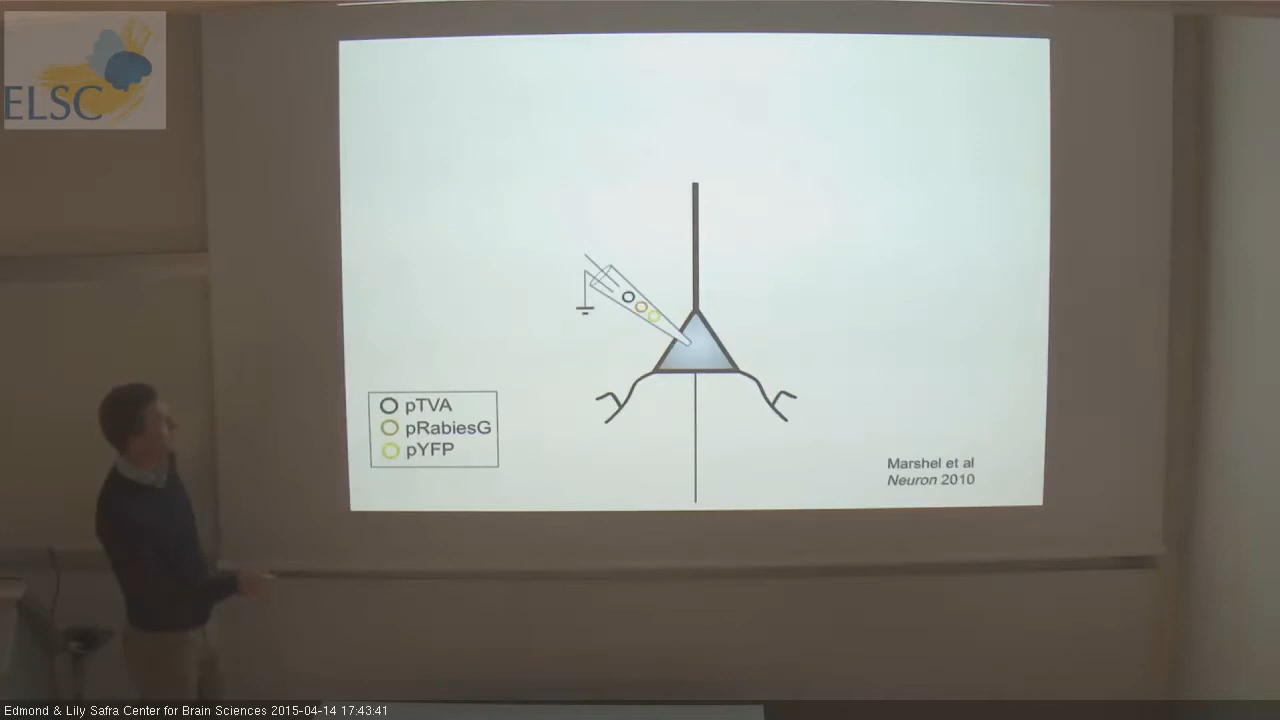 ELSC
pTVA
pRabiesG
pYFP
Marshel et al
Neuron 2010
Edmond & Lily Safra Center for Brain Sciences 2015-04-14 17:43:41